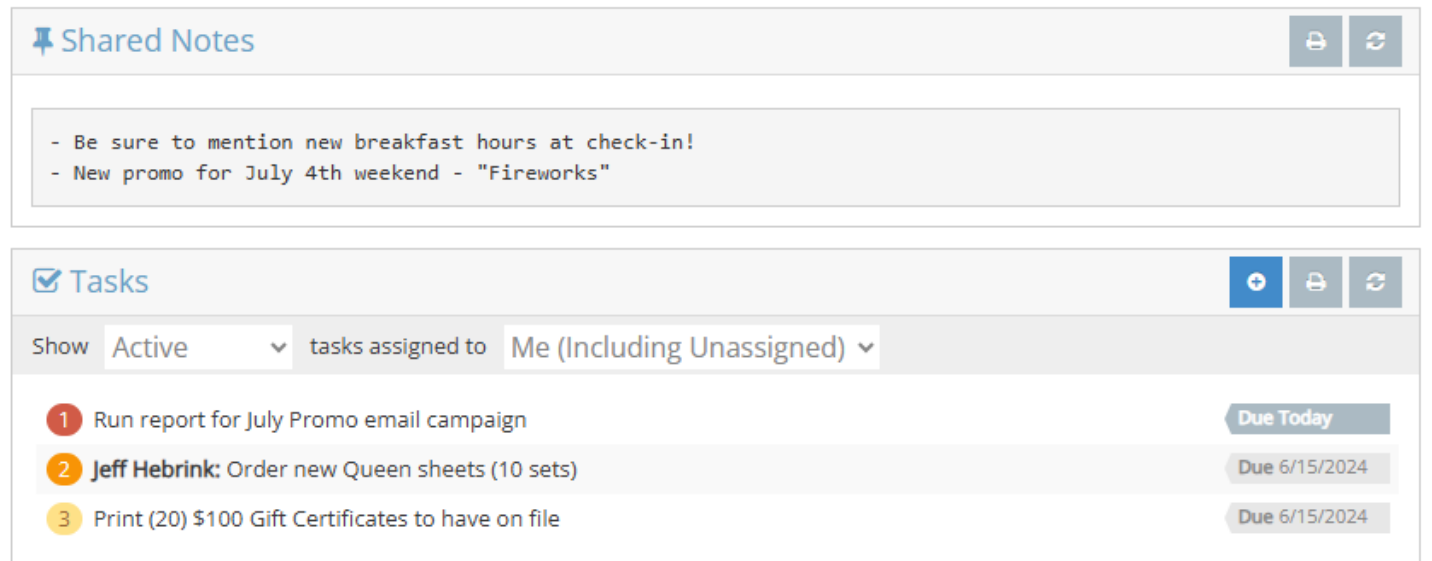 Shared Notes
- Be sure to mention new breakfast hours at check-in!
- New promo for July 4th weekend - "Fireworks"
Tasks
Show Active tasks assigned to Me (Including Unassigned)
1 Run report for July Promo email campaign Due Today
2 Jeff Hebrink: Order new Queen sheets (10 sets) Due 6/15/2024
3 Print (20) $100 Gift Certificates to have on file Due 6/15/2024